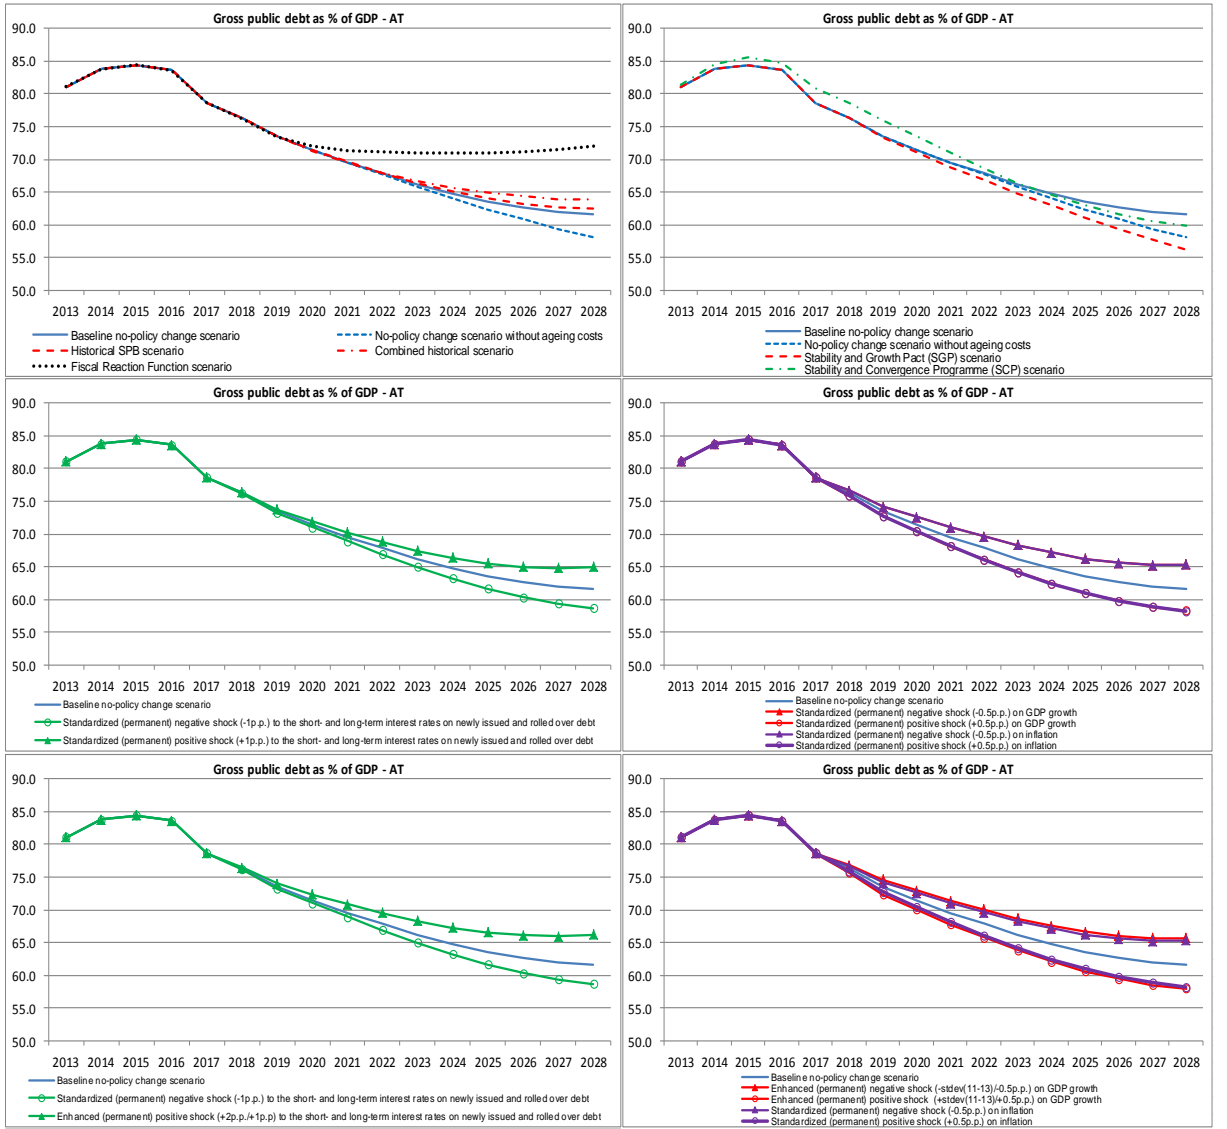 Gross public debt as % of GDP - AT
90.0
85.0
80.0
75.0
70.0
65.0
60.0
55.0
50.0
2013 2014 2015 2016 2017 2018 2019 2020 2021 2022 2023 2024 2025 2026 2027 2028
Baseline no-policy change scenario
No-policy change scenario without ageing costs
Historical SPB scenario
Combined historical scenario
Fiscal Reaction Function scenario
Gross public debt as % of GDP - AT
90.0
85.0
80.0
75.0
70.0
65.0
60.0
55.0
50.0
2013 2014 2015 2016 2017 2018 2019 2020 2021 2022 2023 2024 2025 2026 2027 2028
Baseline no-policy change scenario
No-policy change scenario without ageing costs
Stability and Growth Pact (SGP) scenario
Stability and Convergence Programme (SCP) scenario
Gross public debt as % of GDP - AT
90.0
85.0
80.0
75.0
70.0
65.0
60.0
55.0
50.0
2013 2014 2015 2016 2017 2018 2019 2020 2021 2022 2023 2024 2025 2026 2027 2028
Baseline no-policy change scenario
Standardized (permanent) negative shock (-1p.p.) to the short- and long-term interest rates on newly issued and rolled over debt
Standardized (permanent) positive shock (+1p.p.) to the short- and long-term interest rates on newly issued and rolled over debt
Gross public debt as % of GDP - AT
90.0
85.0
80.0
75.0
70.0
65.0
60.0
55.0
50.0
2013 2014 2015 2016 2017 2018 2019 2020 2021 2022 2023 2024 2025 2026 2027 2028
Baseline no-policy change scenario
Standardized (permanent) negative shock (-0.5p.p.) on GDP growth
Standardized (permanent) positive shock (+0.5p.p.) on GDP growth
Standardized (permanent) negative shock (-0.5p.p.) on inflation
Standardized (permanent) positive shock (+0.5p.p.) on inflation
Gross public debt as % of GDP - AT
90.0
85.0
80.0
75.0
70.0
65.0
60.0
55.0
50.0
2013 2014 2015 2016 2017 2018 2019 2020 2021 2022 2023 2024 2025 2026 2027 2028
Baseline no-policy change scenario
Standardized (permanent) negative shock (-1p.p.) to the short- and long-term interest rates on newly issued and rolled over debt
Enhanced (permanent) positive shock (+2p.p./+1p.p) to the short- and long-term interest rates on newly issued and rolled over debt
Gross public debt as % of GDP - AT
90.0
85.0
80.0
75.0
70.0
65.0
60.0
55.0
50.0
2013 2014 2015 2016 2017 2018 2019 2020 2021 2022 2023 2024 2025 2026 2027 2028
Baseline no-policy change scenario
Enhanced (permanent) negative shock (-stdev(11-13)/-0.5p.p.) on GDP growth
Enhanced (permanent) positive shock (+stdev(11-13)/+0.5p.p.) on GDP growth
Standardized (permanent) negative shock (-0.5p.p.) on inflation
Standardized (permanent) positive shock (+0.5p.p.) on inflation